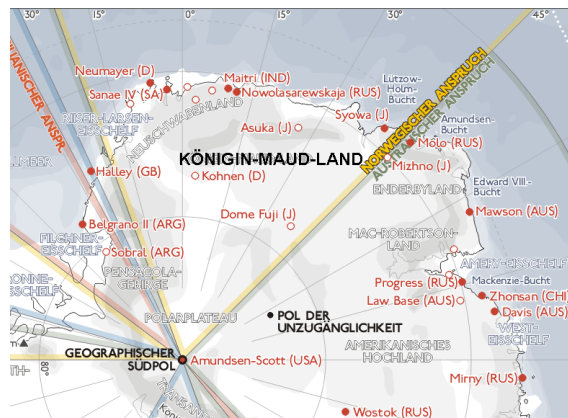 30°
15°
0°
15°
30°
45°
Neumayer (D)
Sanae IV (SA)
Maitri (IND)
Nowolasarewskaja (RUS)
Lützow-
Holm-
Bucht
NORWEGISCHER ANSPRUCH
AUSTRALISCHER ANSPRUCH
RIISER-LARSEN-
EISSCHELF
NEUSCHWABENLAND
Asuka (J)
Syowa (J)
Amundsen-
Bucht
Molo (RUS)
KÖNIGIN-MAUD-LAND
Mizhno (J)
Halley (GB)
Kohnen (D)
ENDERBYLAND
Edward VIII.-
Bucht
Dome Fuji (J)
Mawson (AUS)
Belgrano II (ARG)
FILCHNER-
EISSCHELF
Sobral (ARG)
MAC-ROBERTSON-
LAND
AMERY-EISSCHELF
PENSACOLA-
GEBIRGE
Progress (RUS)
Mackenzie-Bucht
Law Base (AUS)
Zhonsan (CHI
Davis (AUS)
POLARPLATEAU
POL DER
UNZUGÄNGLICHKEIT
WEST-
EISSCHELF
AMERIKANISCHES
HOCHLAND
GEOGRAPHISCHER
SÜDPOL
Amundsen-Scott (USA)
80°
Mirny (RUS)
Wostok (RUS)